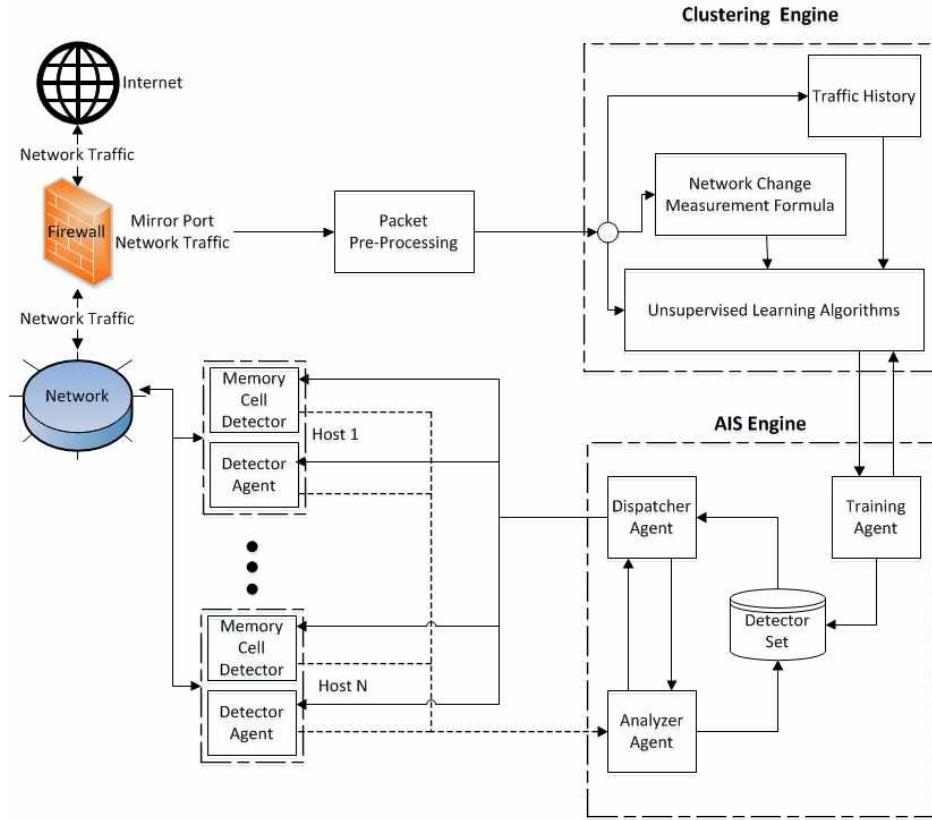 Clustering Engine
Internet
Traffic History
Network Traffic
Network Change
Measurement Formula
Firewall
Mirror Port
Network Traffic
Packet
Pre-Processing
Unsupervised Learning Algorithms
Network Traffic
Network
Memory
Cell
Detector
Host 1
Detector
Agent
AIS Engine
Dispatcher
Agent
Training
Agent
Detector
Set
Memory
Cell
Detector
Host N
Detector
Agent
Analyzer
Agent